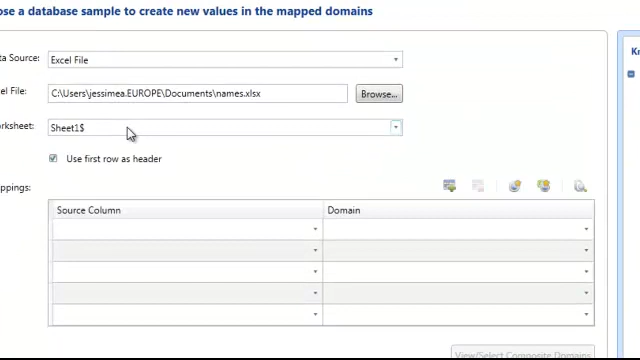 ose a database sample to create new values in the mapped domains
ta Source: Excel File
el File: C:\Users\jessimea.EUROPE\Documents\names.xlsx Browse...
orksheet: Sheet1$
Use first row as header
appings:
Source Column Domain
View/Select Composite Domains
Kn